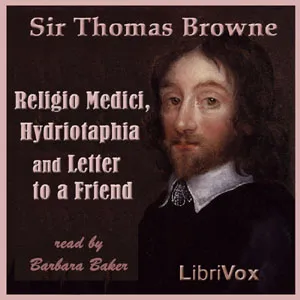 Sir Thomas Browne
Religio Medici,
Hydriotaphia
and Letter
to a Friend
read by
Barbara Baker
LibriVox